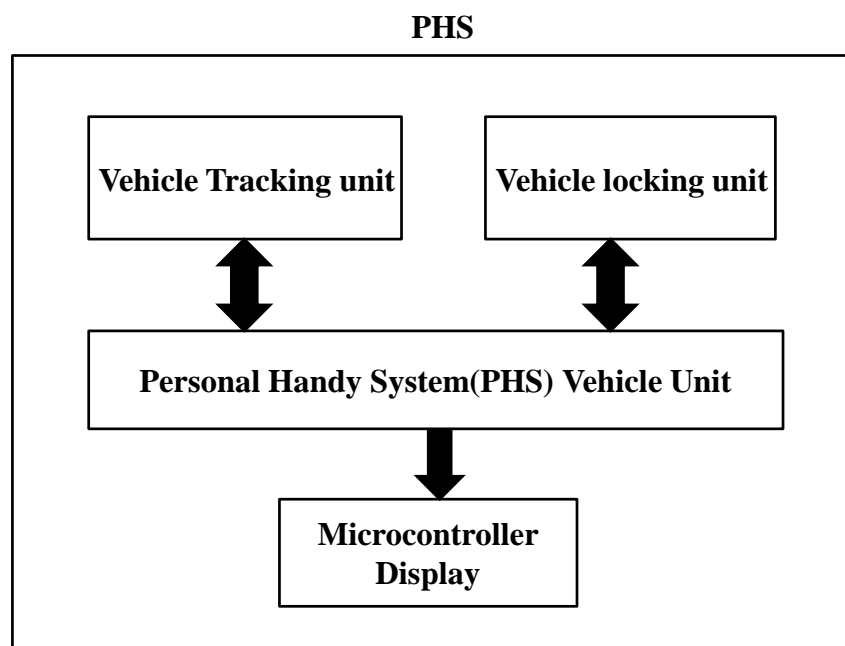 PHS
Vehicle Tracking unit
Vehicle locking unit
Personal Handy System(PHS) Vehicle Unit
Microcontroller
Display